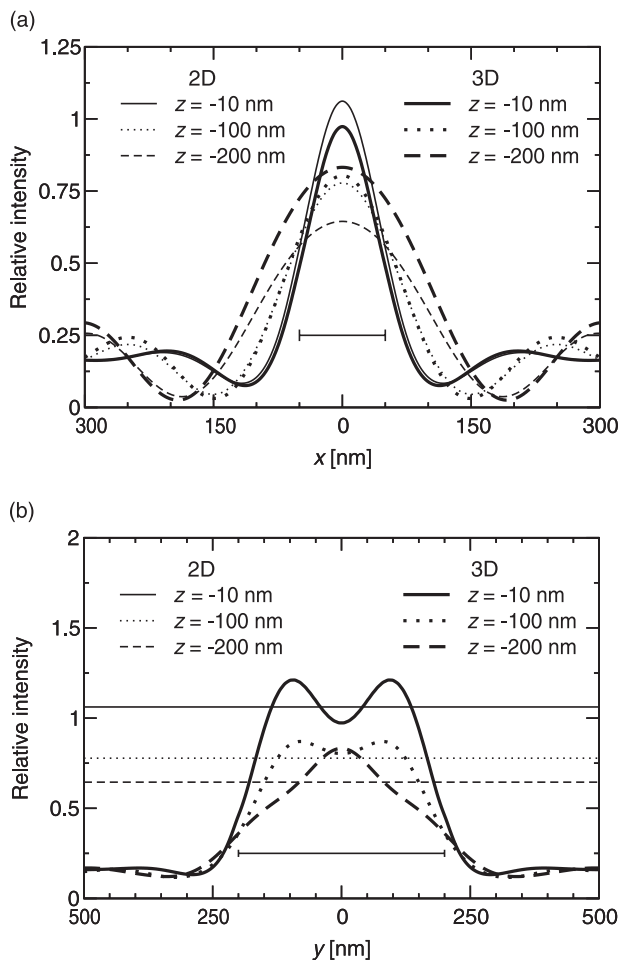 (a)
1.25
1
0.75
0.5
0.25
0
Relative intensity
2D
z = -10 nm
z = -100 nm
z = -200 nm
3D
z = -10 nm
z = -100 nm
z = -200 nm
300 150 0 150 300
x [nm]
(b)
2
1.5
1
0.5
0
Relative intensity
2D
z = -10 nm
z = -100 nm
z = -200 nm
3D
z = -10 nm
z = -100 nm
z = -200 nm
500 250 0 250 500
y [nm]